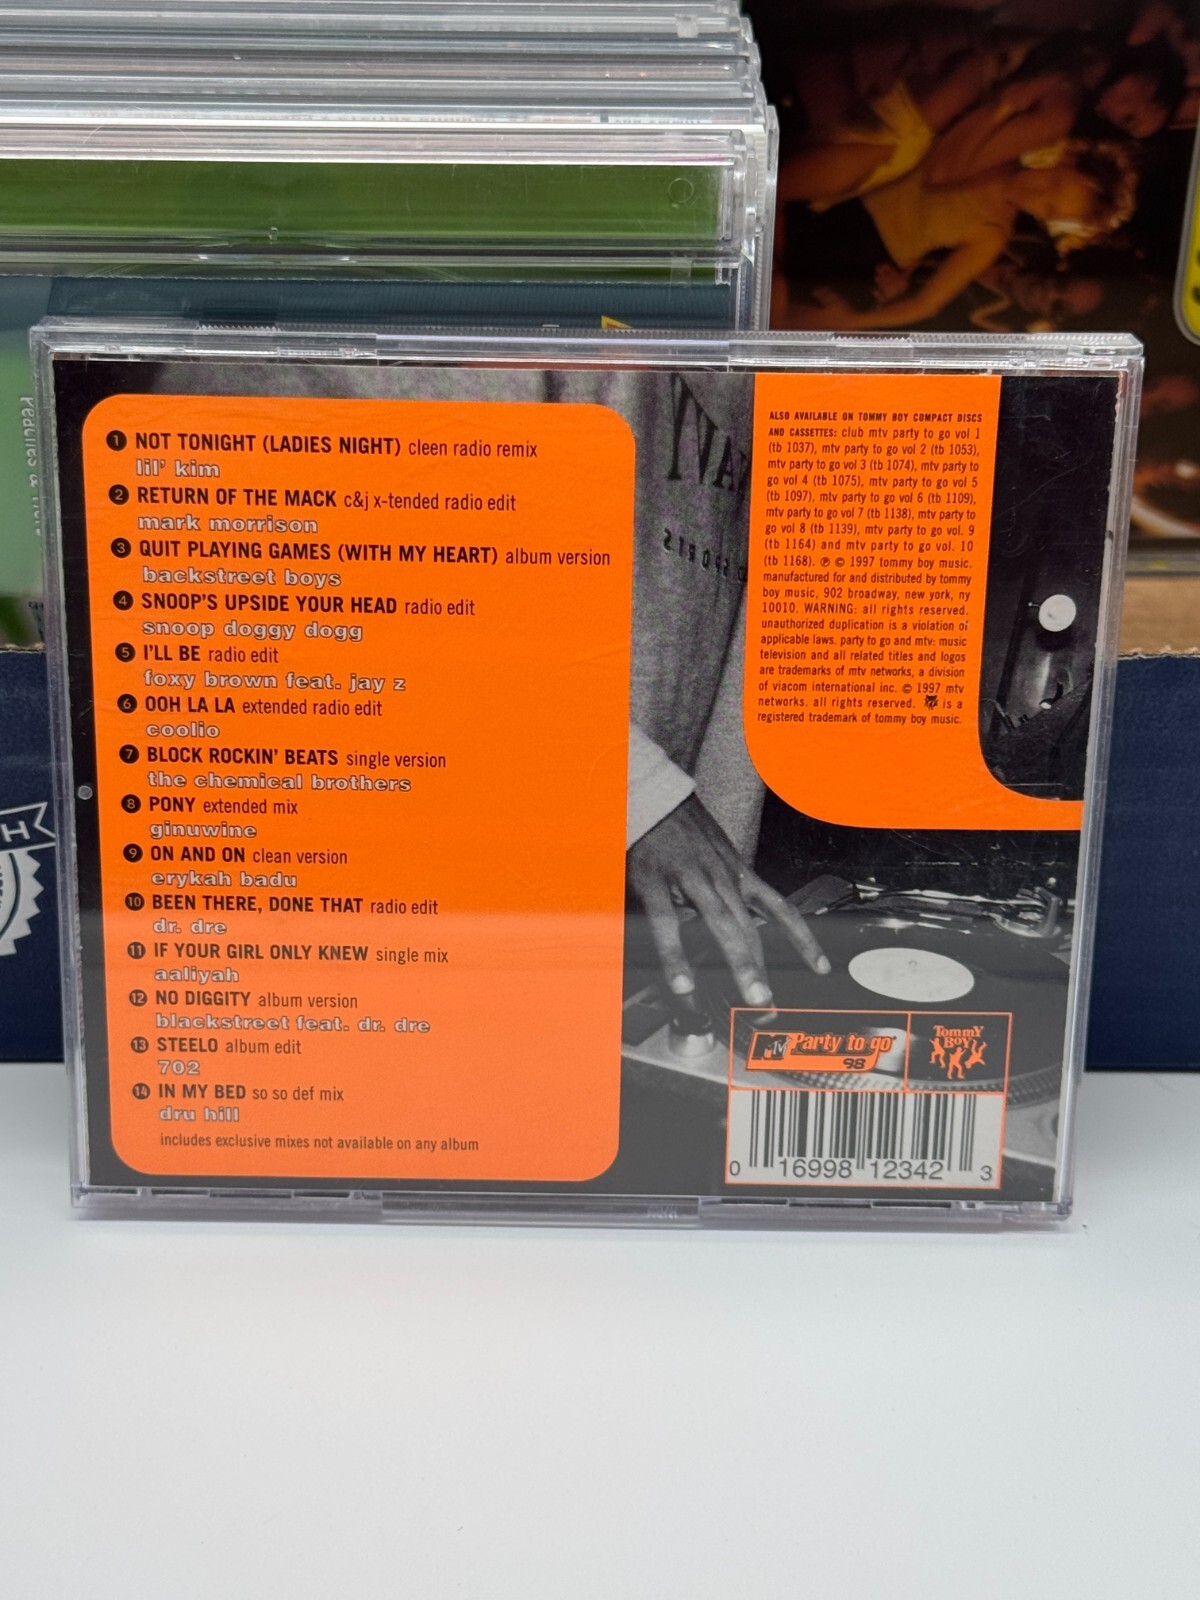 1 NOT TONIGHT (LADIES NIGHT) cleen radio remix
lil' kim
2 RETURN OF THE MACK c&j x-tended radio edit
mark morrison
3 QUIT PLAYING GAMES (WITH MY HEART) album version
backstreet boys
4 SNOOP'S UPSIDE YOUR HEAD radio edit
snoop doggy dogg
5 I'LL BE radio edit
foxy brown feat. jay z
6 OOH LA LA extended radio edit
coolio
7 BLOCK ROCKIN' BEATS single version
the chemical brothers
8 PONY extended mix
ginuwine
9 ON AND ON clean version
erykah badu
10 BEEN THERE, DONE THAT radio edit
dr. dre
11 IF YOUR GIRL ONLY KNEW single mix
aaliyah
12 NO DIGGITY album version
blackstreet feat. dr. dre
13 STEELO album edit
702
14 IN MY BED so so def mix
dru hill
includes exclusive mixes not available on any album
ALSO AVAILABLE ON TOMMY BOY COMPACT DISCS
AND CASSETTES: club mtv party to go vol 1
(tb 1037), mtv party to go vol 2 (tb 1053),
mtv party to go vol 3 (tb 1074), mtv party to
go vol 4 (tb 1075), mtv party to go vol 5
(tb 1097), mtv party to go vol 6 (tb 1109),
mtv party to go vol 7 (tb 1138), mtv party to
go vol 8 (tb 1139), mtv party to go vol. 9
(tb 1164) and mtv party to go vol. 10
(tb 1168). ℗ © 1997 tommy boy music.
manufactured for and distributed by tommy
boy music, 902 broadway, new york, ny
10010. WARNING: all rights reserved.
unauthorized duplication is a violation of
applicable laws. party to go and mtv: music
television and all related titles and logos
are trademarks of mtv networks, a division
of viacom international inc. © 1997 mtv
networks. all rights reserved. is a
registered trademark of tommy boy music.
MTV Party to go
98
Tommy
BOY
0 16998 12342 3